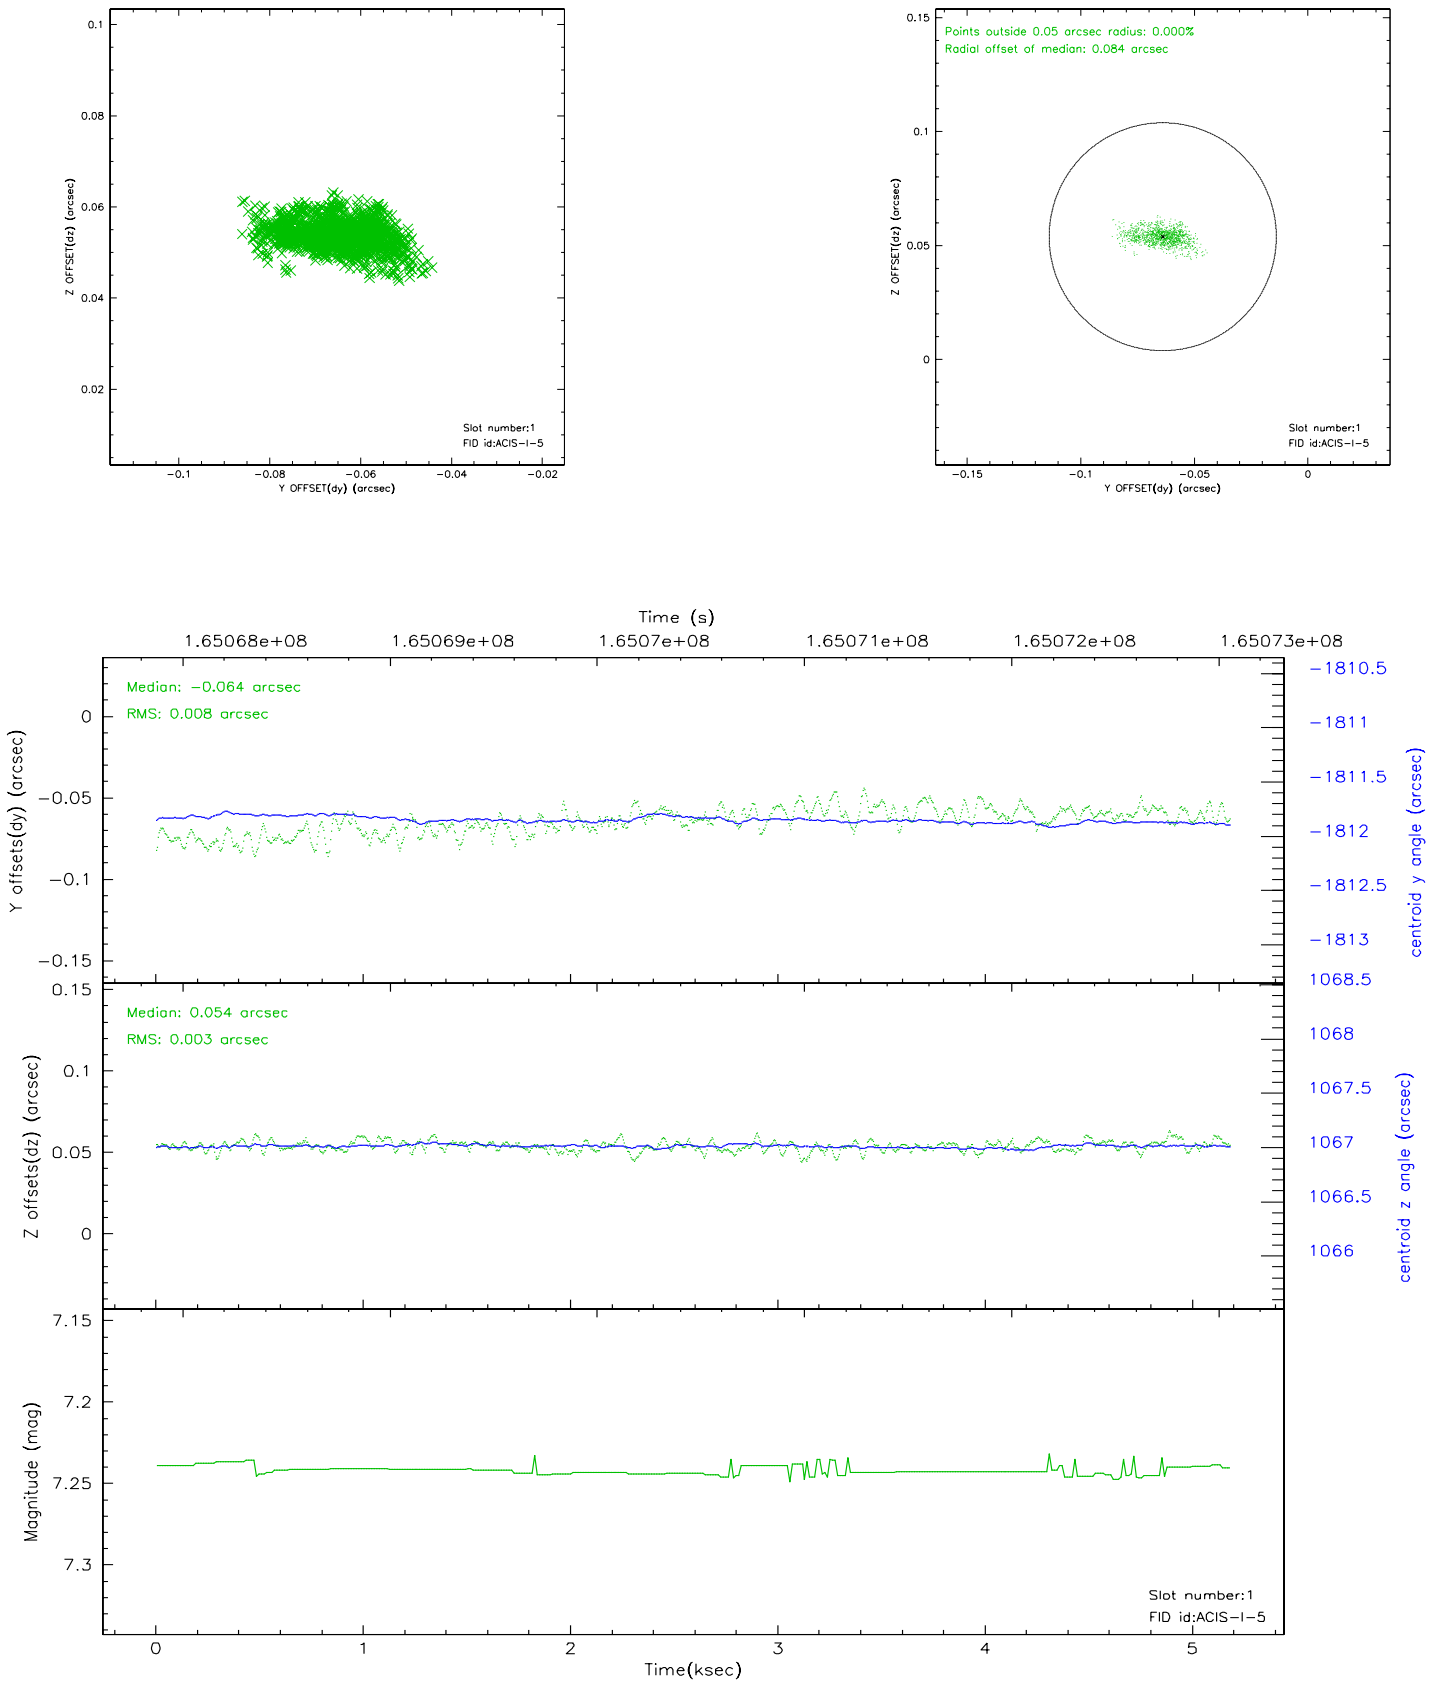 0.1
0.08
0.06
0.04
0.02
Z OFFSET(dz) (arcsec)
Slot number:1
FID id:ACIS-I-5
-0.1
-0.08
-0.06
-0.04
-0.02
Y OFFSET(dy) (arcsec)
0.15
0.1
0.05
0
Z OFFSET(dz) (arcsec)
Points outside 0.05 arcsec radius: 0.000%
Radial offset of median: 0.084 arcsec
Slot number:1
FID id:ACIS-I-5
-0.15
-0.1
-0.05
0
Y OFFSET(dy) (arcsec)
Time (s)
1.65068e+08
1.65069e+08
1.6507e+08
1.65071e+08
1.65072e+08
1.65073e+08
Median: -0.064 arcsec
RMS: 0.008 arcsec
0
-0.05
-0.1
-0.15
Y offsets(dy) (arcsec)
-1810.5
-1811
-1811.5
-1812
-1812.5
-1813
centroid y angle (arcsec)
Median: 0.054 arcsec
RMS: 0.003 arcsec
0.15
0.1
0.05
0
Z offsets(dz) (arcsec)
1068.5
1068
1067.5
1067
1066.5
1066
centroid z angle (arcsec)
7.15
7.2
7.25
7.3
Magnitude (mag)
Slot number:1
FID id:ACIS-I-5
0
1
2
3
4
5
Time(ksec)